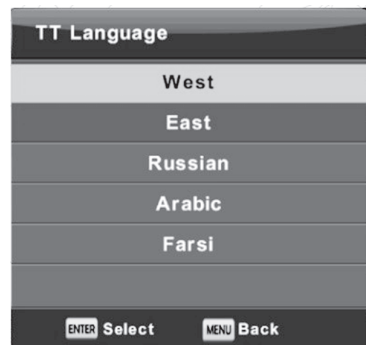 TT Language
West
East
Russian
Arabic
Farsi
ENTER Select MENU Back